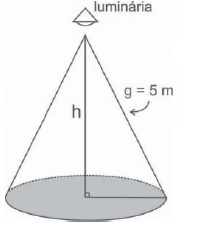 luminária
g = 5 m
h